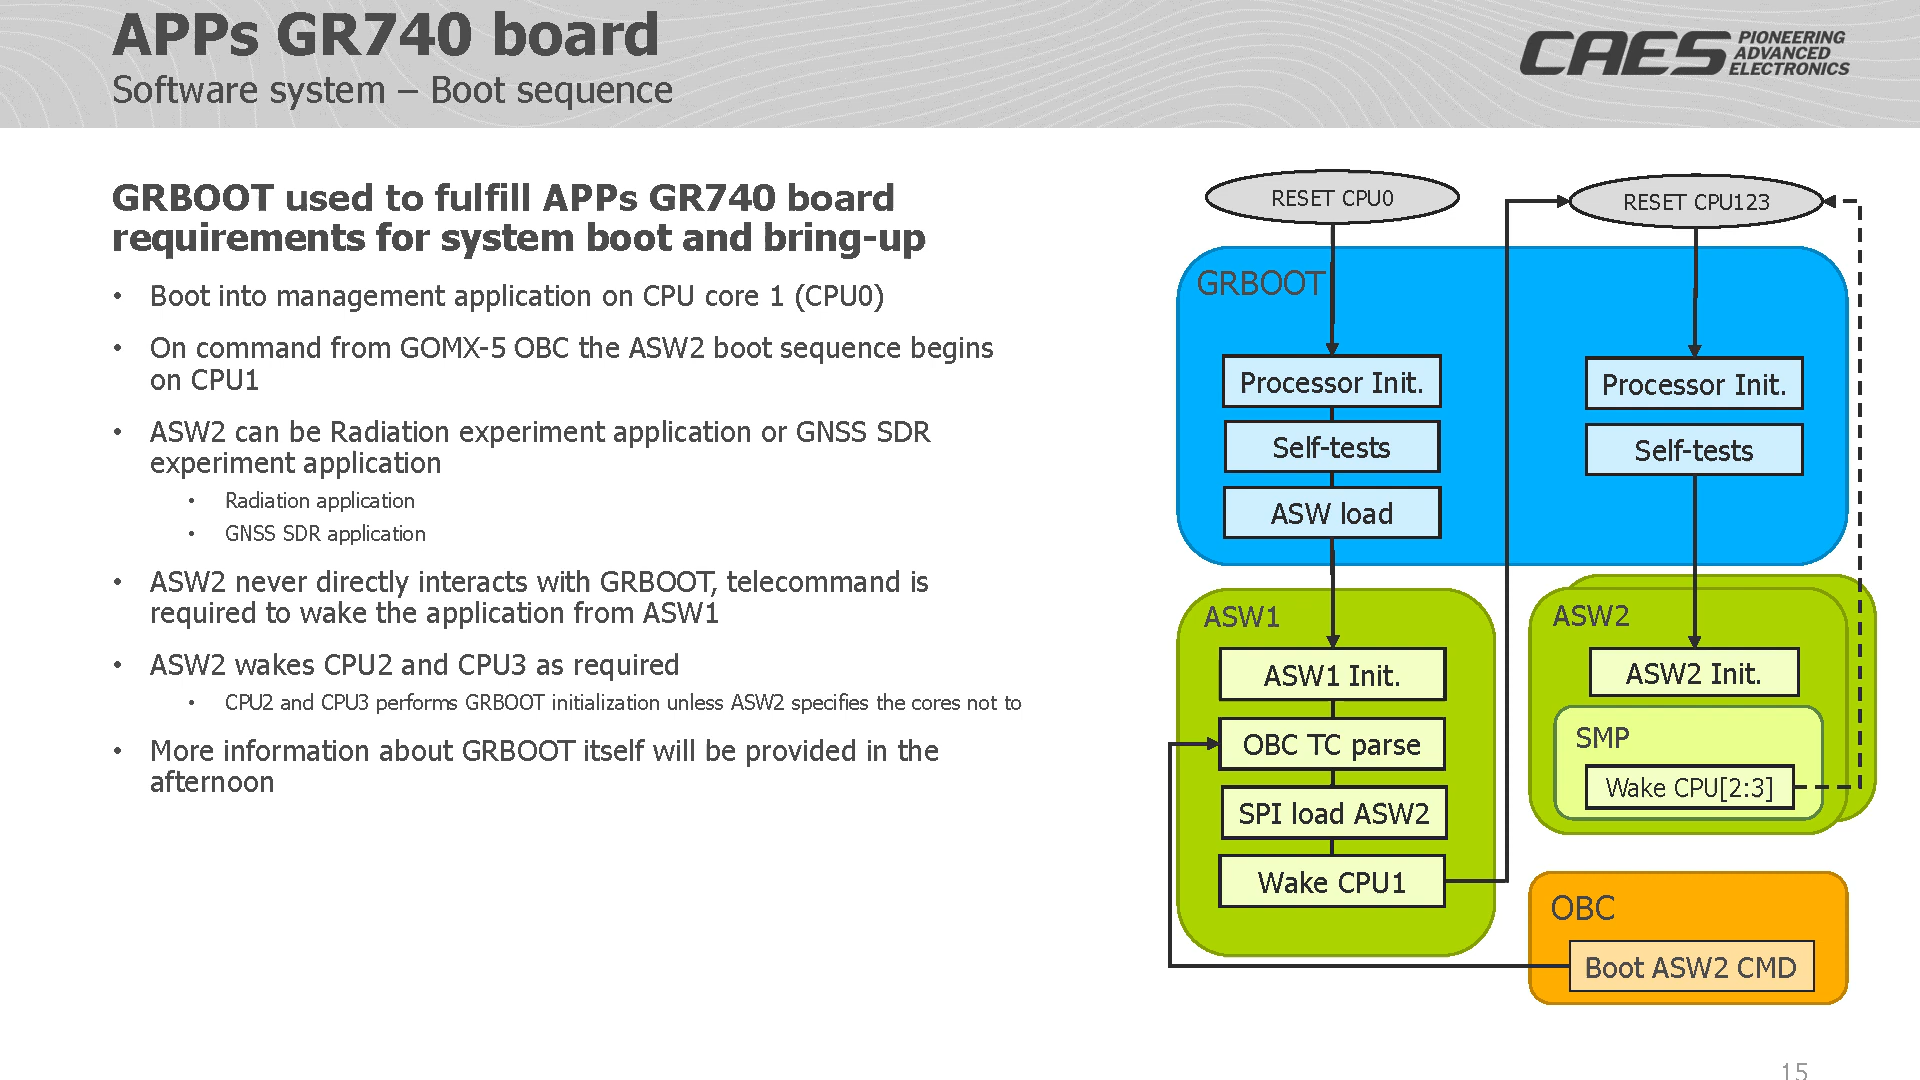 APPs GR740 board
Software system – Boot sequence
CAES PIONEERING
ADVANCED
ELECTRONICS
GRBOOT used to fulfill APPs GR740 board
requirements for system boot and bring-up
• Boot into management application on CPU core 1 (CPU0)
• On command from GOMX-5 OBC the ASW2 boot sequence begins
on CPU1
• ASW2 can be Radiation experiment application or GNSS SDR
experiment application
• Radiation application
• GNSS SDR application
• ASW2 never directly interacts with GRBOOT, telecommand is
required to wake the application from ASW1
• ASW2 wakes CPU2 and CPU3 as required
• CPU2 and CPU3 performs GRBOOT initialization unless ASW2 specifies the cores not to
• More information about GRBOOT itself will be provided in the
afternoon
RESET CPU0
RESET CPU123
GRBOOT
Processor Init.
Self-tests
ASW load
Processor Init.
Self-tests
ASW1
ASW1 Init.
OBC TC parse
SPI load ASW2
Wake CPU1
ASW2
ASW2 Init.
SMP
Wake CPU[2:3]
OBC
Boot ASW2 CMD
15